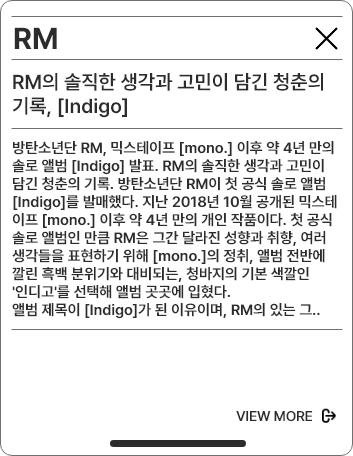 RM
RM의 솔직한 생각과 고민이 담긴 청춘의
기록, [Indigo]
방탄소년단 RM, 믹스테이프 [mono.] 이후 약 4년 만의
솔로 앨범 [Indigo] 발표. RM의 솔직한 생각과 고민이
담긴 청춘의 기록. 방탄소년단 RM이 첫 공식 솔로 앨범
[Indigo]를 발매했다. 지난 2018년 10월 공개된 믹스테
이프 [mono.] 이후 약 4년 만의 개인 작품이다. 첫 공식
솔로 앨범인 만큼 RM은 그간 달라진 성향과 취향, 여러
생각들을 표현하기 위해 [mono.]의 정취, 앨범 전반에
깔린 흑백 분위기와 대비되는, 청바지의 기본 색깔인
'인디고'를 선택해 앨범 곳곳에 입혔다.
앨범 제목이 [Indigo]가 된 이유이며, RM의 있는 그..
VIEW MORE